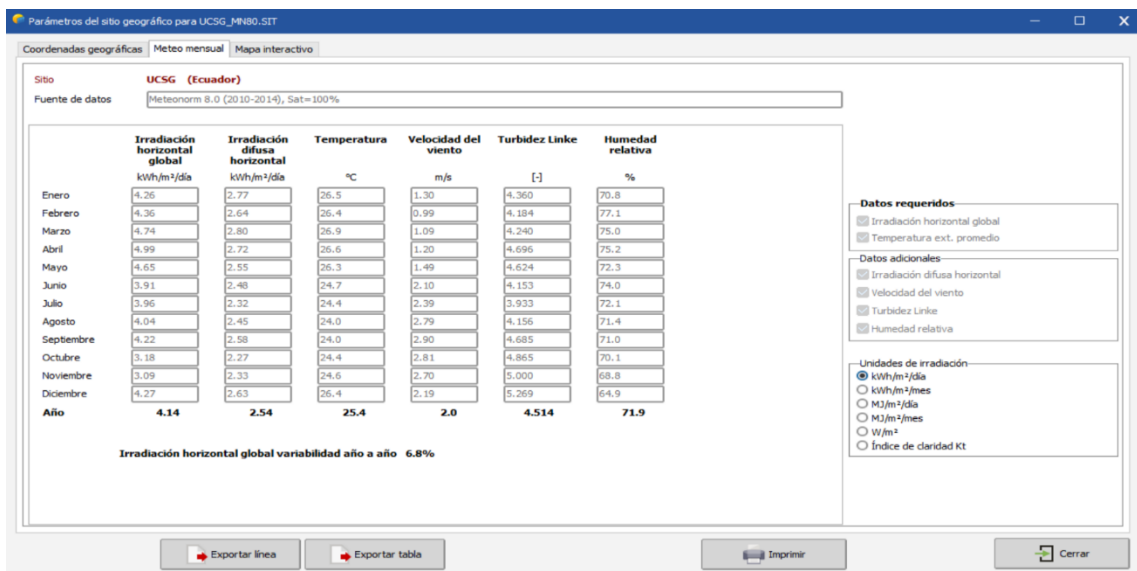 Parámetros del sitio geográfico para UCSG_MN80.SIT
Coordenadas geográficas Meteo mensual Mapa interactivo
Sitio UCSG (Ecuador)
Fuente de datos Meteonorm 8.0 (2010-2014), Sat=100%
Irradiación horizontal global Irradiación difusa horizontal Temperatura Velocidad del viento Turbidez Linke Humedad relativa
kWh/m²/día kWh/m²/día °C m/s [-] %
Enero 4.26 2.77 26.5 1.30 4.360 70.8
Febrero 4.36 2.64 26.4 0.99 4.184 77.1
Marzo 4.74 2.80 26.9 1.09 4.240 75.0
Abril 4.99 2.72 26.6 1.20 4.696 75.2
Mayo 4.65 2.55 26.3 1.49 4.624 72.3
Junio 3.91 2.48 24.7 2.10 4.153 74.0
Julio 3.96 2.32 24.4 2.39 3.933 72.1
Agosto 4.04 2.45 24.0 2.79 4.156 71.4
Septiembre 4.22 2.58 24.0 2.90 4.685 71.0
Octubre 3.18 2.27 24.4 2.81 4.865 70.1
Noviembre 3.09 2.33 24.6 2.70 5.000 68.8
Diciembre 4.27 2.63 26.4 2.19 5.269 64.9
Año 4.14 2.54 25.4 2.0 4.514 71.9
Irradiación horizontal global variabilidad año a año 6.8%
Datos requeridos
Irradiación horizontal global
Temperatura ext. promedio
Datos adicionales
Irradiación difusa horizontal
Velocidad del viento
Turbidez Linke
Humedad relativa
Unidades de irradiación
kWh/m²/día
kWh/m²/mes
MJ/m²/día
MJ/m²/mes
W/m²
Índice de claridad Kt
Exportar línea Exportar tabla Imprimir Cerrar